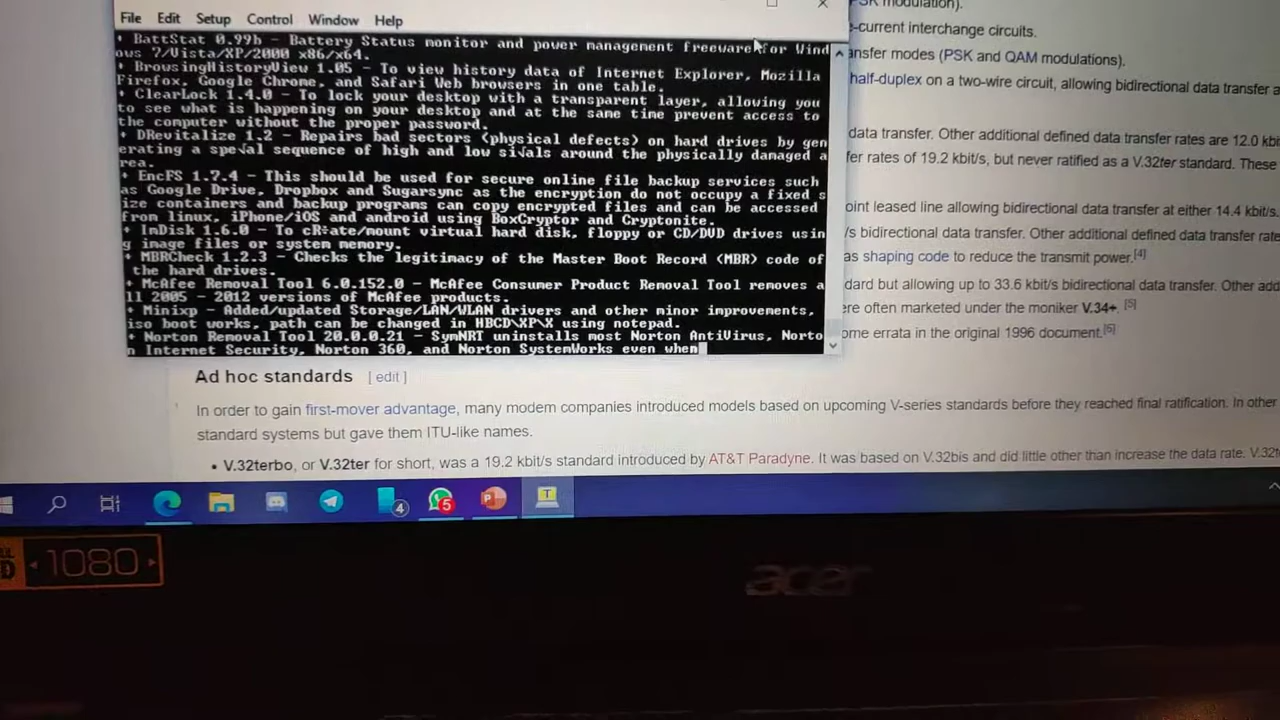 File Edit Setup Control Window Help
+ BattStat 0.99b - Battery Status monitor and power management freeware for Wind
ows 7/Vista/XP/2000 x86/x64.
+ BrowsingHistoryView 1.05 - To view history data of Internet Explorer, Mozilla
Firefox, Google Chrome, and Safari Web browsers in one table.
+ ClearLock 1.4.0 - To lock your desktop with a transparent layer, allowing you
to see what is happening on your desktop and at the same time prevent access to
the computer without the proper password.
+ DRevitalize 1.2 - Repairs bad sectors (physical defects) on hard drives by gen
erating a spe√al sequence of high and low si√als around the physically damaged a
rea.
+ EncFS 1.7.4 - This should be used for secure online file backup services such
as Google Drive, Dropbox and Sugarsync as the encryption do not occupy a fixed s
ize containers and backup programs can copy encrypted files and can be accessed
from linux, iPhone/iOS and android using BoxCryptor and Cryptonite.
+ ImDisk 1.6.0 - To cR÷ate/mount virtual hard disk, floppy or CD/DVD drives usin
g image files or system memory.
+ MBRCheck 1.2.3 - Checks the legitimacy of the Master Boot Record (MBR) code of
the hard drives.
+ McAfee Removal Tool 6.0.152.0 - McAfee Consumer Product Removal Tool removes a
ll 2005 - 2012 versions of McAfee products.
+ Minixp - Added/updated Storage/LAN/WLAN drivers and other minor improvements,
iso boot works, path can be changed in HBCD\XP\X using notepad.
+ Norton Removal Tool 20.0.0.21 - SymNRT uninstalls most Norton AntiVirus, Norto
n Internet Security, Norton 360, and Norton SystemWorks even when
modulation).
-current interchange circuits.
ansfer modes (PSK and QAM modulations).
half-duplex on a two-wire circuit, allowing bidirectional data transfer a
data transfer. Other additional defined data transfer rates are 12.0 kbi
fer rates of 19.2 kbit/s, but never ratified as a V.32ter standard. These
oint leased line allowing bidirectional data transfer at either 14.4 kbit/s.
/s bidirectional data transfer. Other additional defined data transfer rate
as shaping code to reduce the transmit power.[4]
dard but allowing up to 33.6 kbit/s bidirectional data transfer. Other add
ere often marketed under the moniker V.34+. [5]
ome errata in the original 1996 document.[5]
Ad hoc standards [ edit ]
In order to gain first-mover advantage, many modem companies introduced models based on upcoming V-series standards before they reached final ratification. In other
standard systems but gave them ITU-like names.
• V.32terbo, or V.32ter for short, was a 19.2 kbit/s standard introduced by AT&T Paradyne. It was based on V.32bis and did little other than increase the data rate. V.32t
4
5
P
T
D
1080
acer